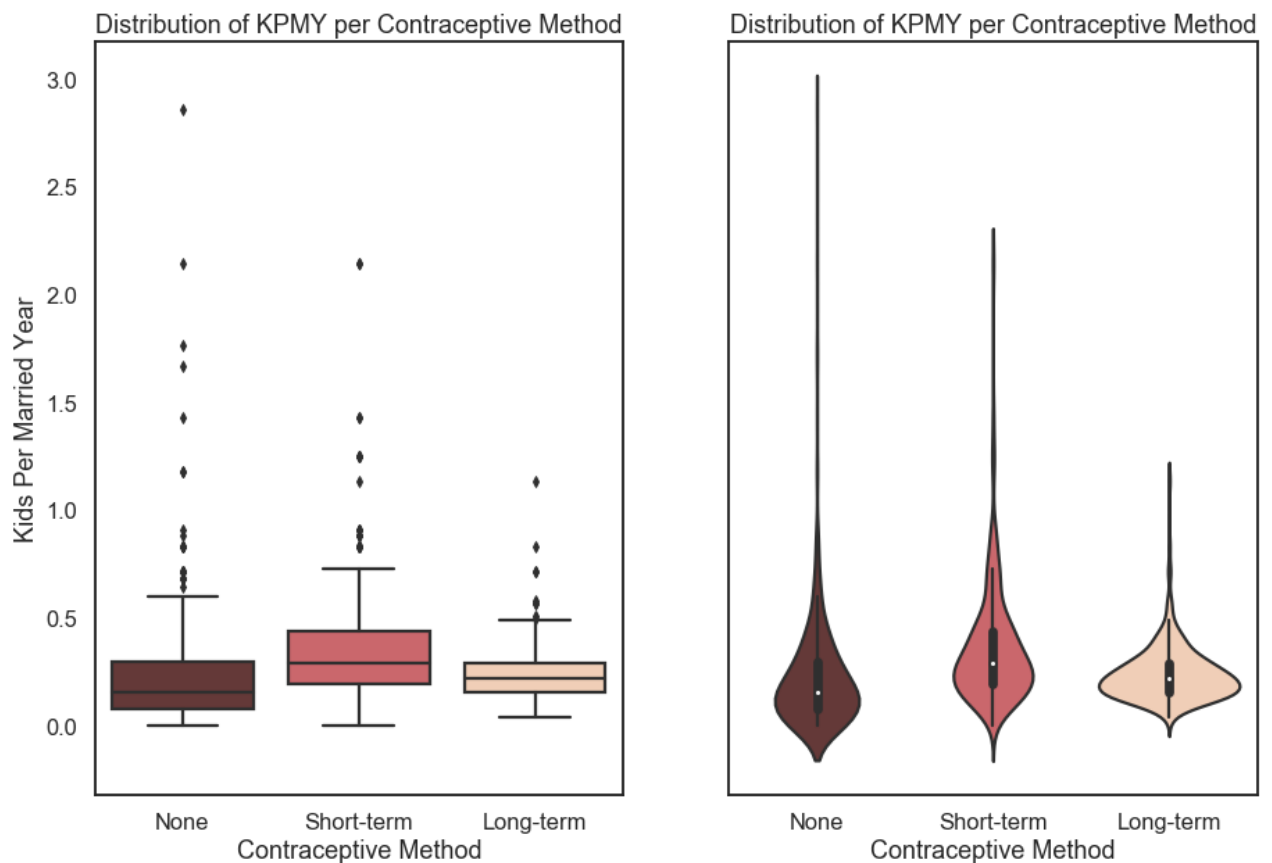 Distribution of KPMY per Contraceptive Method
Kids Per Married Year
3.0
2.5
2.0
1.5
1.0
0.5
0.0
None Short-term Long-term
Contraceptive Method
Distribution of KPMY per Contraceptive Method
None Short-term Long-term
Contraceptive Method